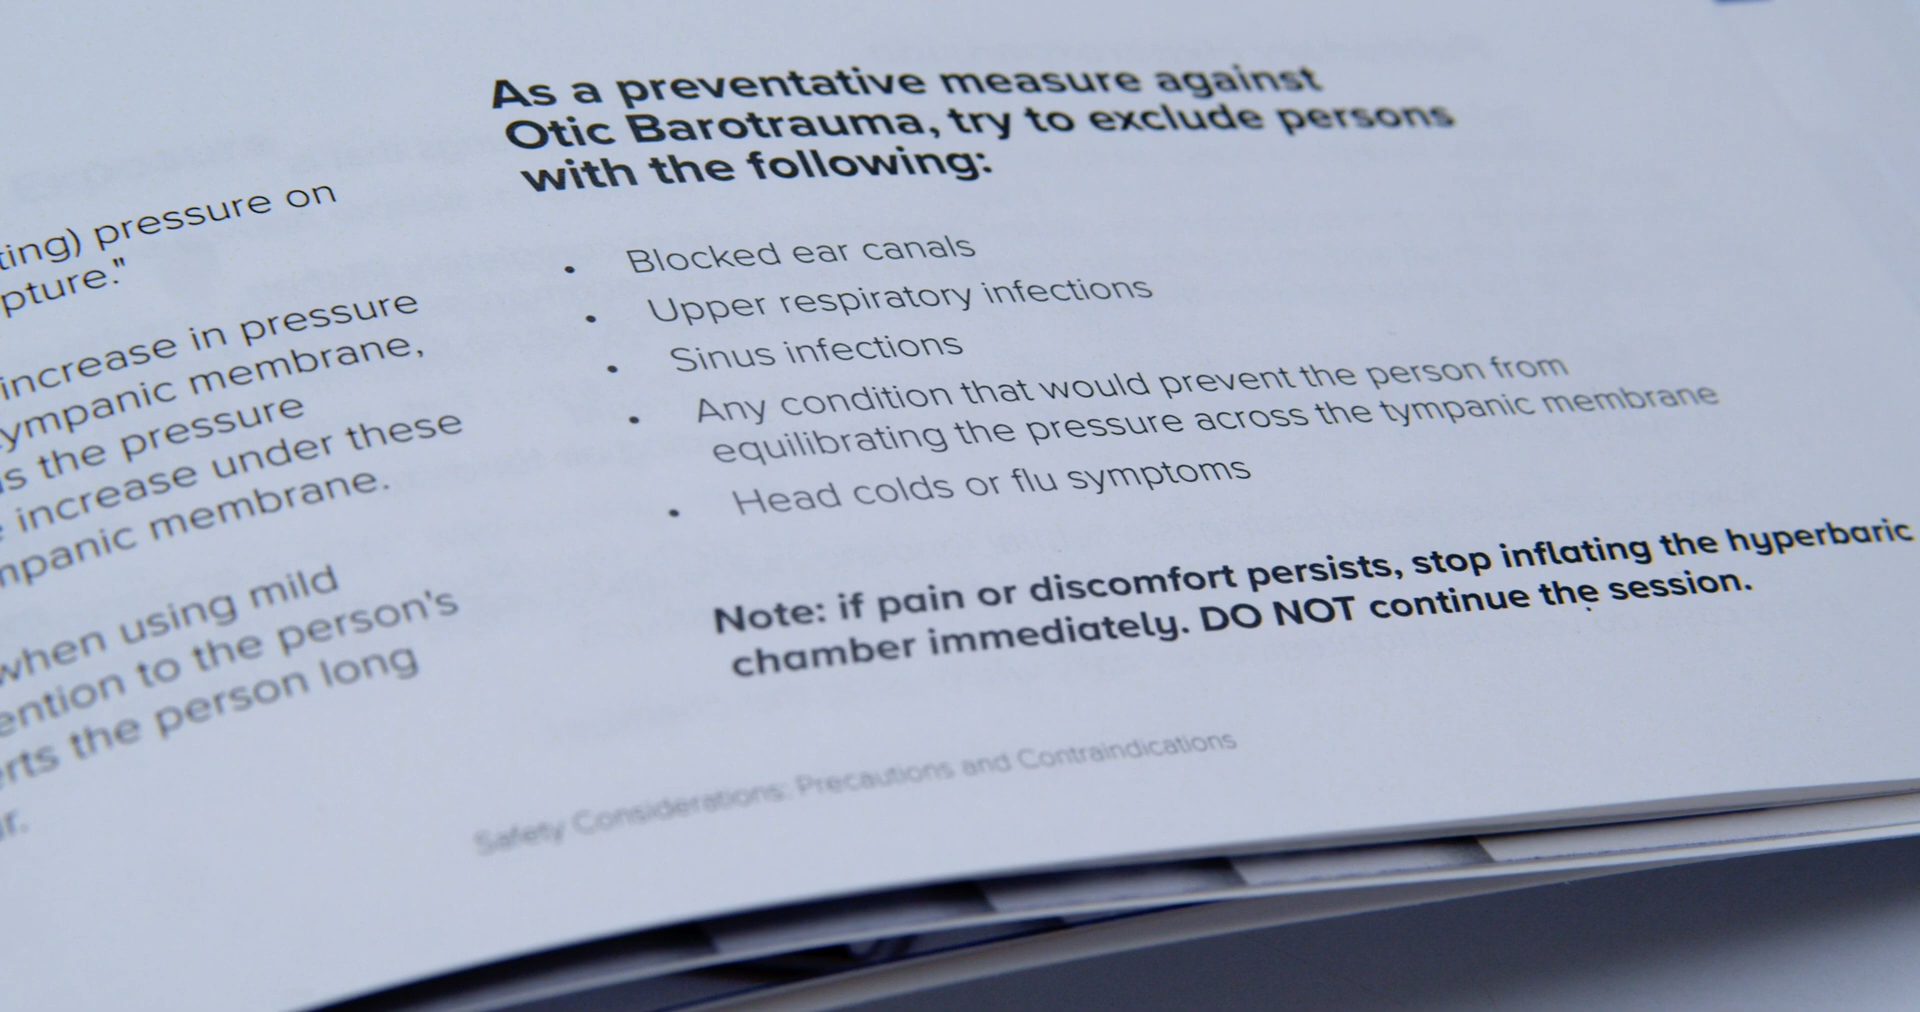 ting) pressure on
pture."
increase in pressure
ympanic membrane,
s the pressure
increase under these
mpanic membrane.
when using mild
ention to the person's
erts the person long
r.
As a preventative measure against
Otic Barotrauma, try to exclude persons
with the following:
• Blocked ear canals
• Upper respiratory infections
• Sinus infections
• Any condition that would prevent the person from
equilibrating the pressure across the tympanic membrane
• Head colds or flu symptoms
Note: if pain or discomfort persists, stop inflating the hyperbaric
chamber immediately. DO NOT continue the session.
Safety Considerations: Precautions and Contraindications